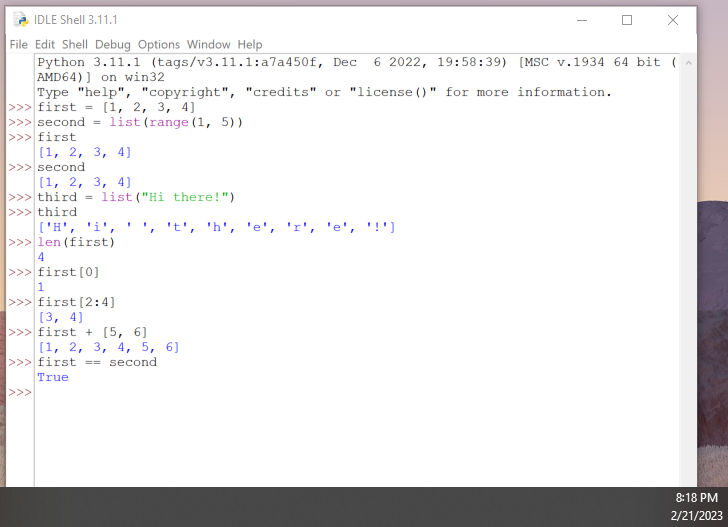 IDLE Shell 3.11.1
File Edit Shell Debug Options Window Help
Python 3.11.1 (tags/v3.11.1:a7a450f, Dec  6 2022, 19:58:39) [MSC v.1934 64 bit (
AMD64)] on win32
Type "help", "copyright", "credits" or "license()" for more information.
>>> first = [1, 2, 3, 4]
>>> second = list(range(1, 5))
>>> first
[1, 2, 3, 4]
>>> second
[1, 2, 3, 4]
>>> third = list("Hi there!")
>>> third
['H', 'i', ' ', 't', 'h', 'e', 'r', 'e', '!']
>>> len(first)
4
>>> first[0]
1
>>> first[2:4]
[3, 4]
>>> first + [5, 6]
[1, 2, 3, 4, 5, 6]
>>> first == second
True
>>>
8:18 PM
2/21/2023